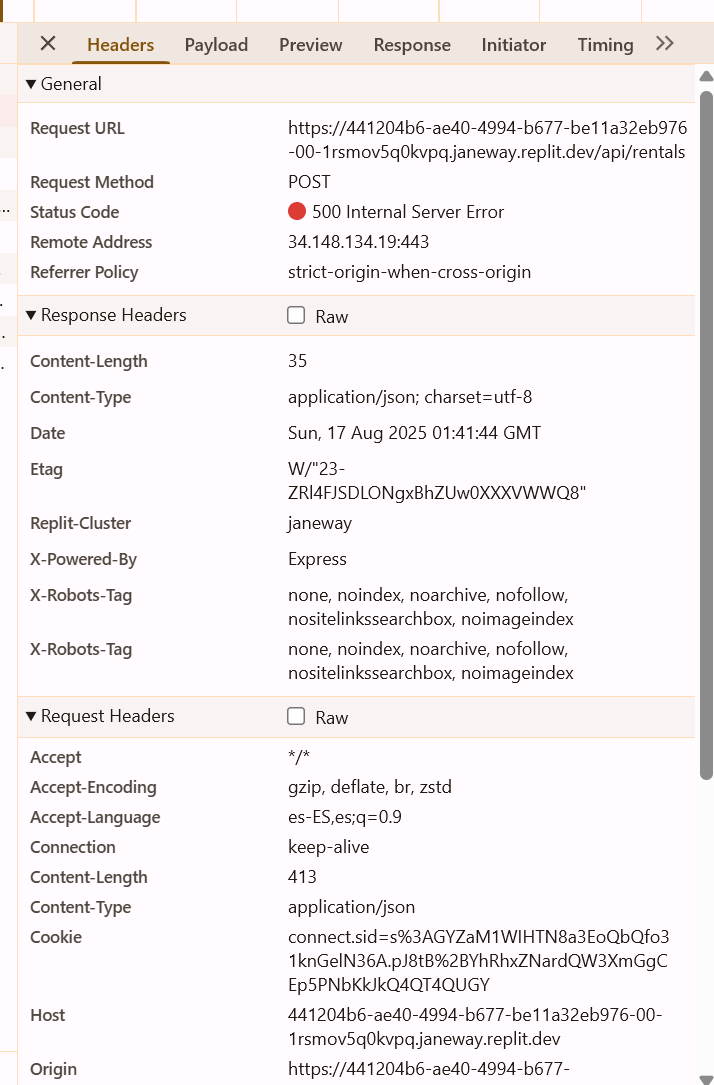 Headers Payload Preview Response Initiator Timing
General
Request URL https://441204b6-ae40-4994-b677-be11a32eb976
-00-1rsmov5q0kvpq.janeway.replit.dev/api/rentals
Request Method POST
Status Code 500 Internal Server Error
Remote Address 34.148.134.19:443
Referrer Policy strict-origin-when-cross-origin
Response Headers Raw
Content-Length 35
Content-Type application/json; charset=utf-8
Date Sun, 17 Aug 2025 01:41:44 GMT
Etag W/"23-
ZRl4FJSDLONgxBhZUw0XXXVWWQ8"
Replit-Cluster janeway
X-Powered-By Express
X-Robots-Tag none, noindex, noarchive, nofollow,
nositelinkssearchbox, noimageindex
X-Robots-Tag none, noindex, noarchive, nofollow,
nositelinkssearchbox, noimageindex
Request Headers Raw
Accept */*
Accept-Encoding gzip, deflate, br, zstd
Accept-Language es-ES,es;q=0.9
Connection keep-alive
Content-Length 413
Content-Type application/json
Cookie connect.sid=s%3AGYZaM1WIHTN8a3EoQbQfo3
1knGelN36A.pJ8tB%2BYhRhxZNardQW3XmGgC
Ep5PNbKkJkQ4QT4QUGY
Host 441204b6-ae40-4994-b677-be11a32eb976-00-
1rsmov5q0kvpq.janeway.replit.dev
Origin https://441204b6-ae40-4994-b677-